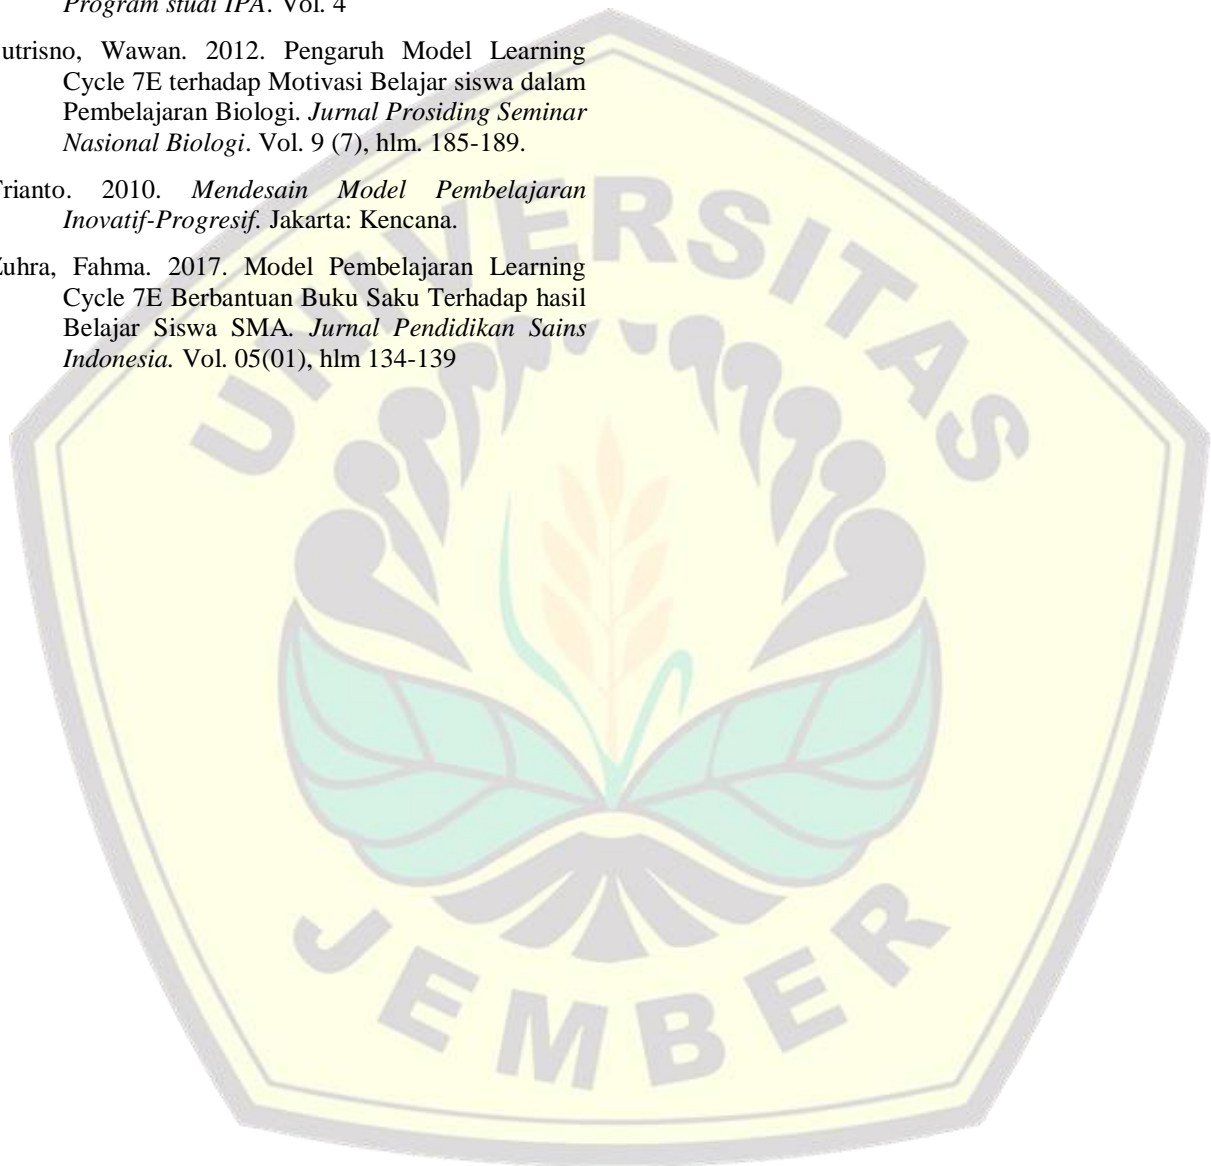 Program studi IPA. Vol. 4
utrisno, Wawan. 2012. Pengaruh Model Learning
Cycle 7E terhadap Motivasi Belajar siswa dalam
Pembelajaran Biologi. Jurnal Prosiding Seminar
Nasional Biologi. Vol. 9 (7), hlm. 185-189.
rianto. 2010. Mendesain Model Pembelajaran
Inovatif-Progresif. Jakarta: Kencana.
uhra, Fahma. 2017. Model Pembelajaran Learning
Cycle 7E Berbantuan Buku Saku Terhadap hasil
Belajar Siswa SMA. Jurnal Pendidikan Sains
Indonesia. Vol. 05(01), hlm 134-139
UNIVERSITAS
JEMBER